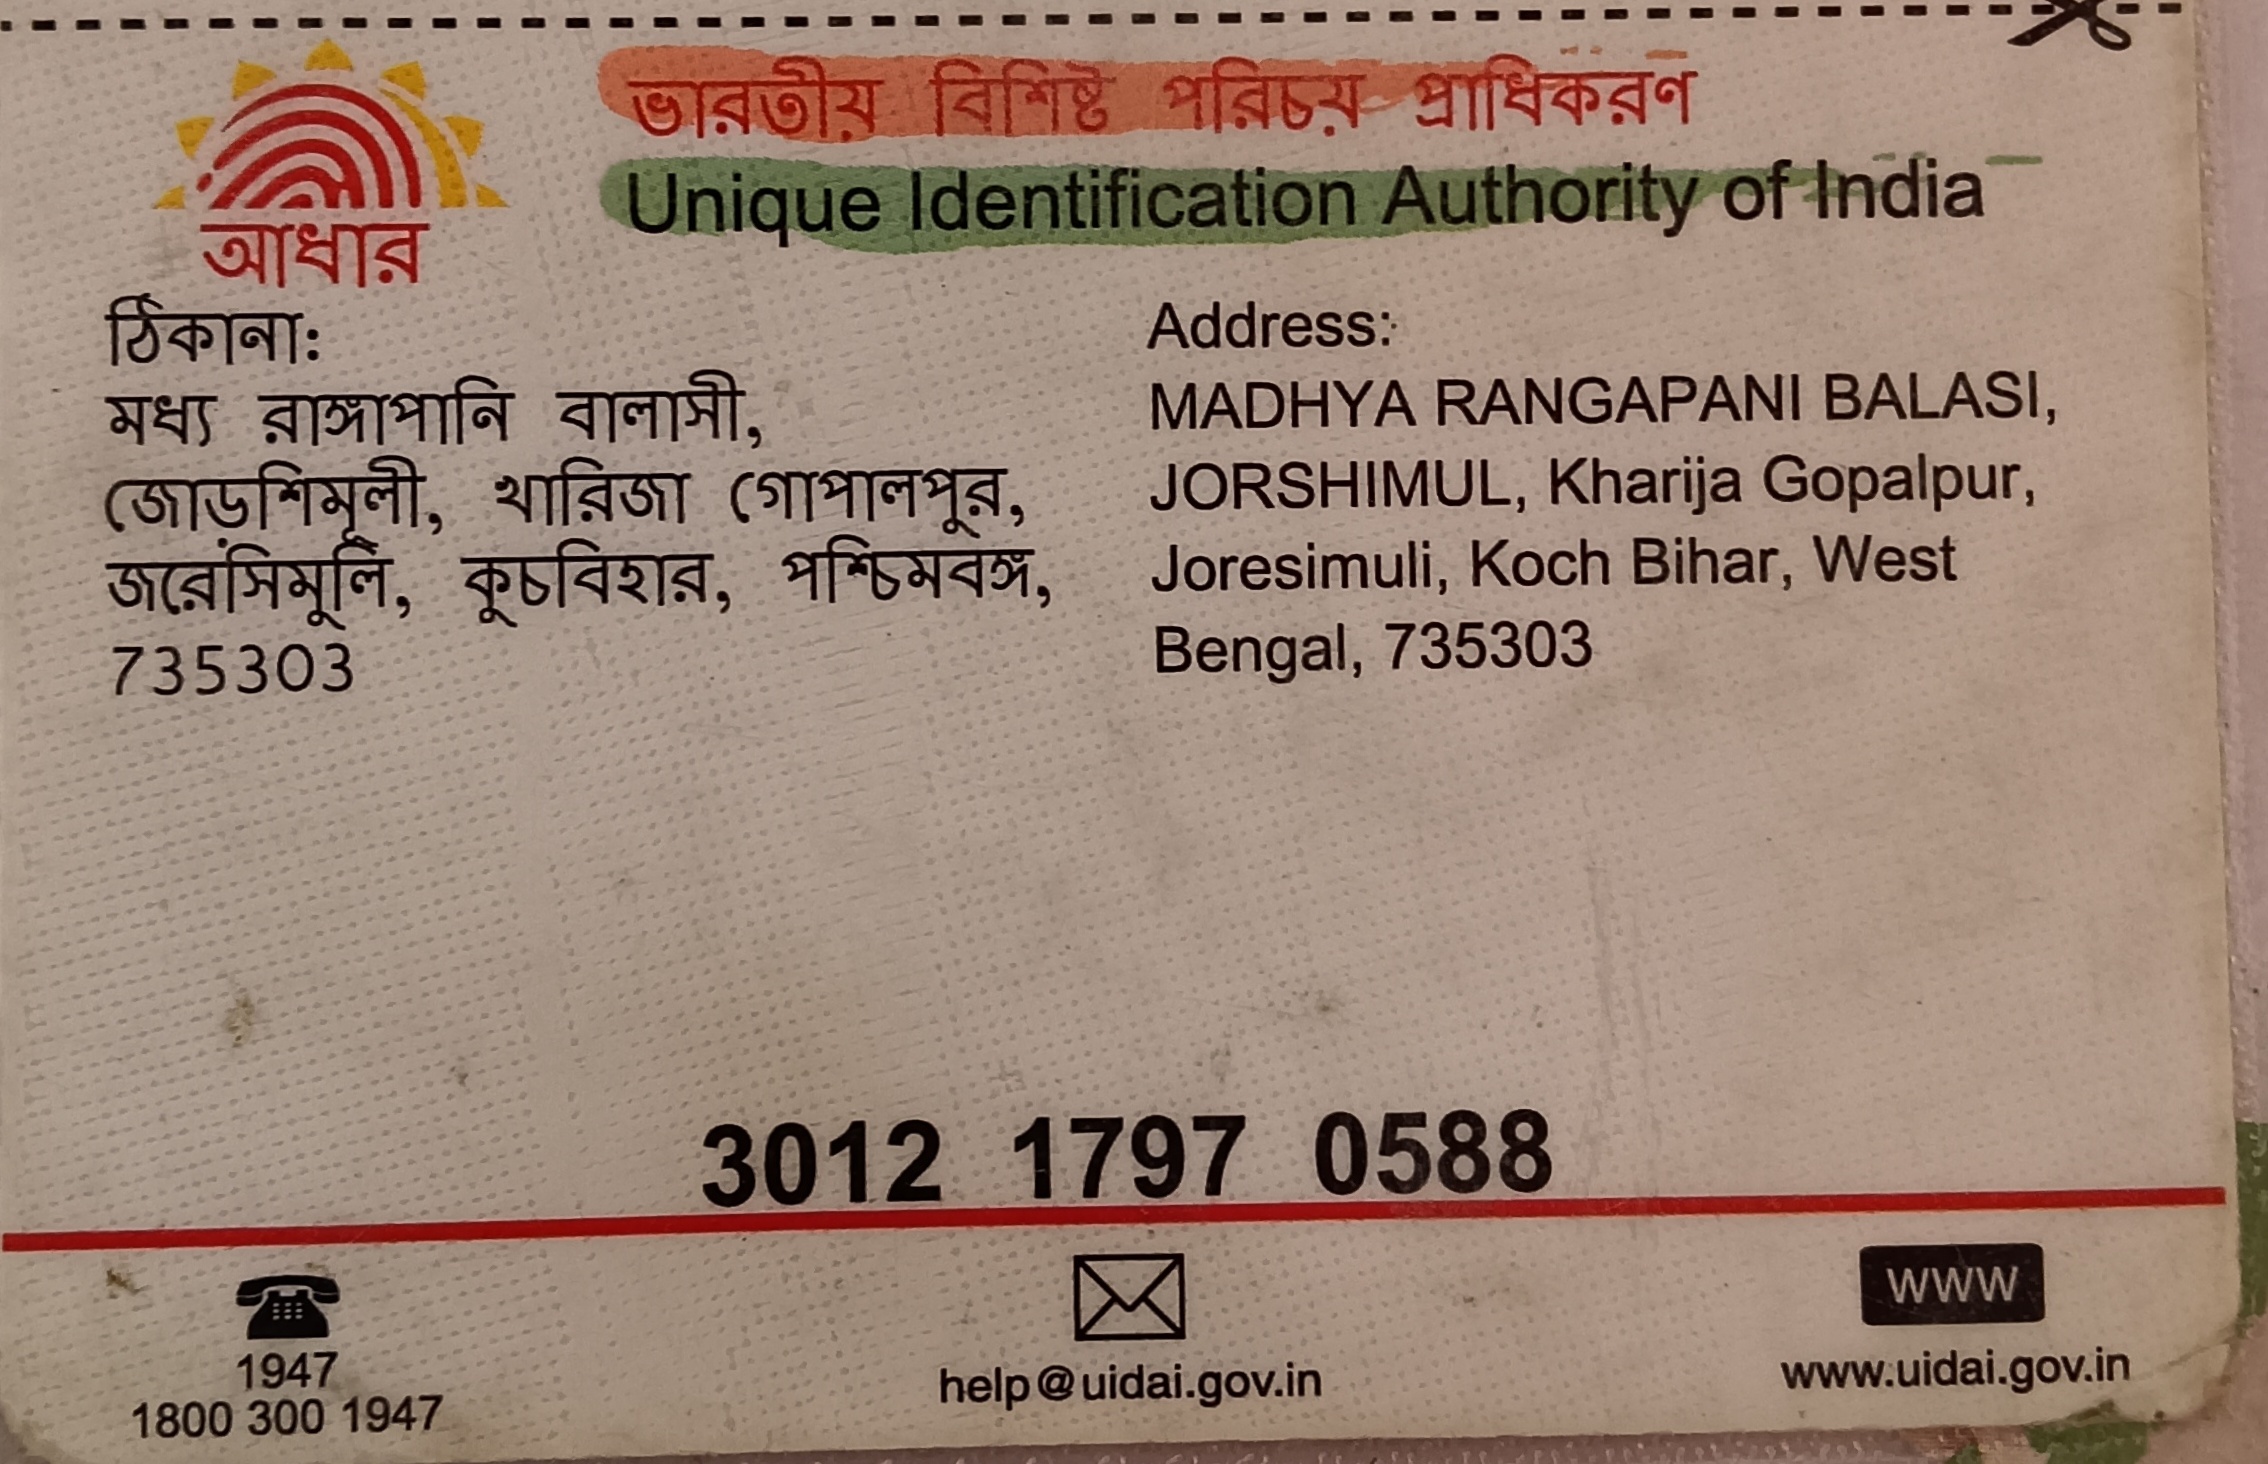 ভারতীয় বিশিষ্ট পরিচয় প্রাধিকরণ
Unique Identification Authority of India
আধার
ঠিকানা:
মধ্য রাঙ্গাপানি বালাসী,
জোড়শিমূলী, খারিজা গোপালপুর,
জরেসিমুলি, কুচবিহার, পশ্চিমবঙ্গ,
735303
Address:
MADHYA RANGAPANI BALASI,
JORSHIMUL, Kharija Gopalpur,
Joresimuli, Koch Bihar, West
Bengal, 735303
3012 1797 0588
1947
1800 300 1947
help@uidai.gov.in
WWW
www.uidai.gov.in